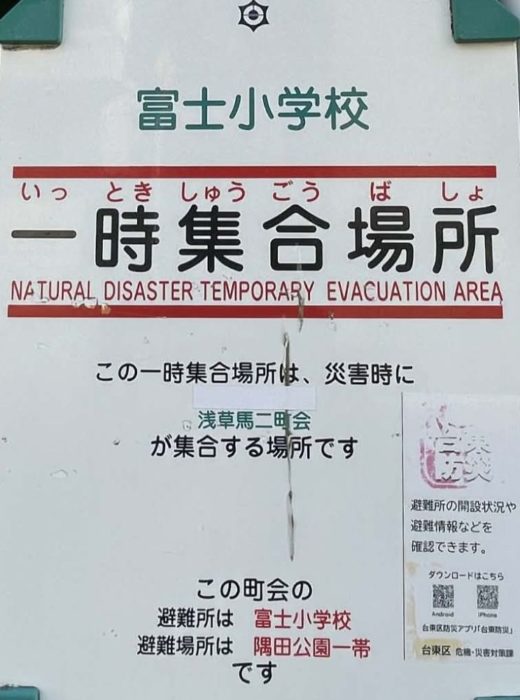 富士小学校
いっ とき しゅう ごう ば しょ
一時集合場所
NATURAL DISASTER TEMPORARY EVACUATION AREA
この一時集合場所は、災害時に
浅草馬二町会
が集合する場所です
台東
防災
避難所の開設状況や
避難情報などを
確認できます。
ダウンロードはこちら
Android iPhone
台東区防災アプリ「台東防災」
台東区 危機・災害対策課
この町会の
避難所は 富士小学校
避難場所は 隅田公園一帯
です